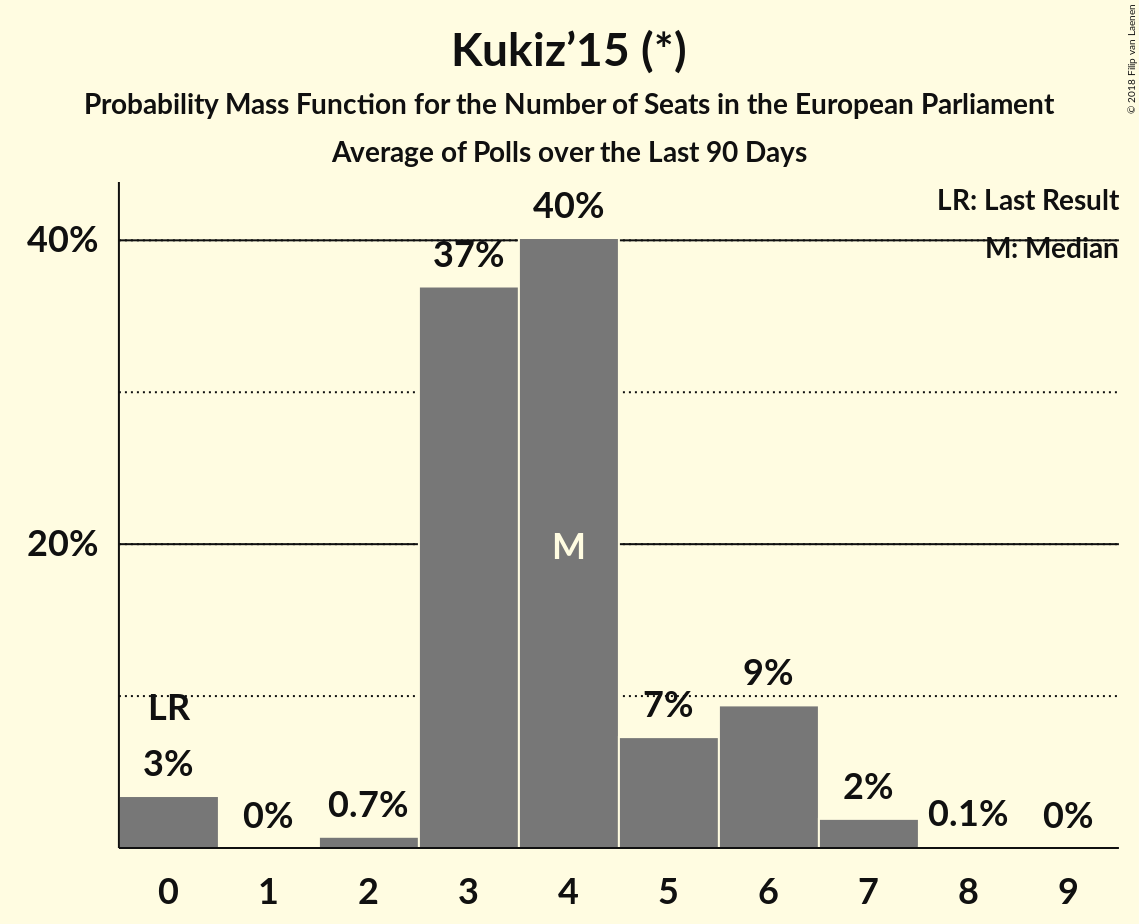 Kukiz’15 (*)
Probability Mass Function for the Number of Seats in the European Parliament
Average of Polls over the Last 90 Days
© 2018 Filip van Laenen
LR: Last Result
M: Median
40%
20%
LR
3%
0%
0.7%
37%
40%
M
7%
9%
2%
0.1%
0%
0 1 2 3 4 5 6 7 8 9